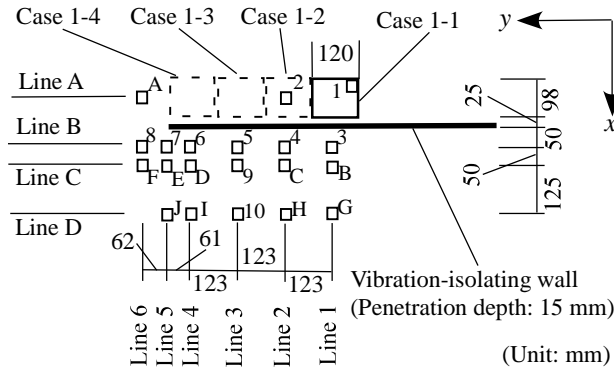 Case 1-4 Case 1-3 Case 1-2 Case 1-1
y
x
120
Line A
A 2 1
25 98
Line B
8 7 6 5 4 3
50
Line C
F E D 9 C B
50
125
Line D
J I 10 H G
62 61
123 123 123
Vibration-isolating wall
(Penetration depth: 15 mm)
Line 6 Line 5 Line 4 Line 3 Line 2 Line 1
(Unit: mm)